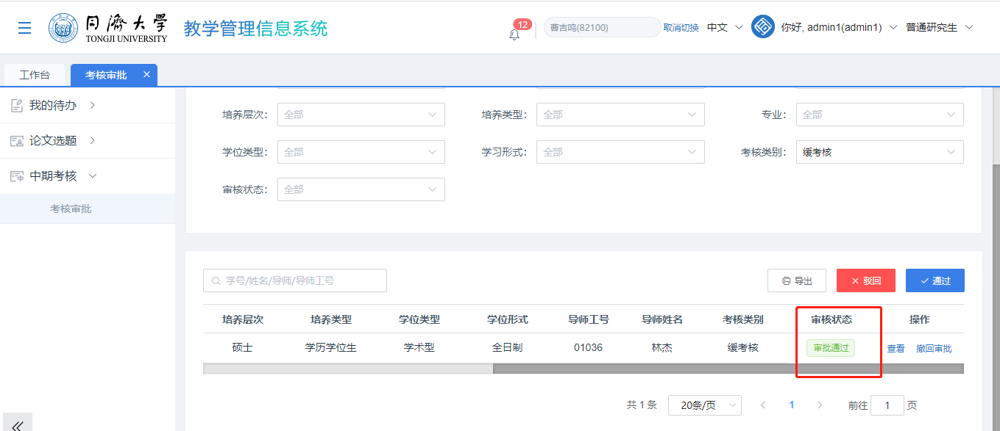 同濟大學
TONGJI UNIVERSITY
教学管理信息系统
12
曹吉鸣(82100)
取消切换
中文
你好, admin1(admin1)
普通研究生
工作台
考核审批
我的待办
论文选题
中期考核
考核审批
培养层次： 全部
培养类型： 全部
专业： 全部
学位类型： 全部
学习形式： 全部
考核类别： 缓考核
审核状态： 全部
学号/姓名/导师/导师工号
导出
驳回
通过
培养层次 培养类型 学位类型 学位形式 导师工号 导师姓名 考核类别 审核状态 操作
硕士 学历学位生 学术型 全日制 01036 林杰 缓考核 审批通过 查看 撤回审批
共 1 条 20条/页 1 前往 1 页